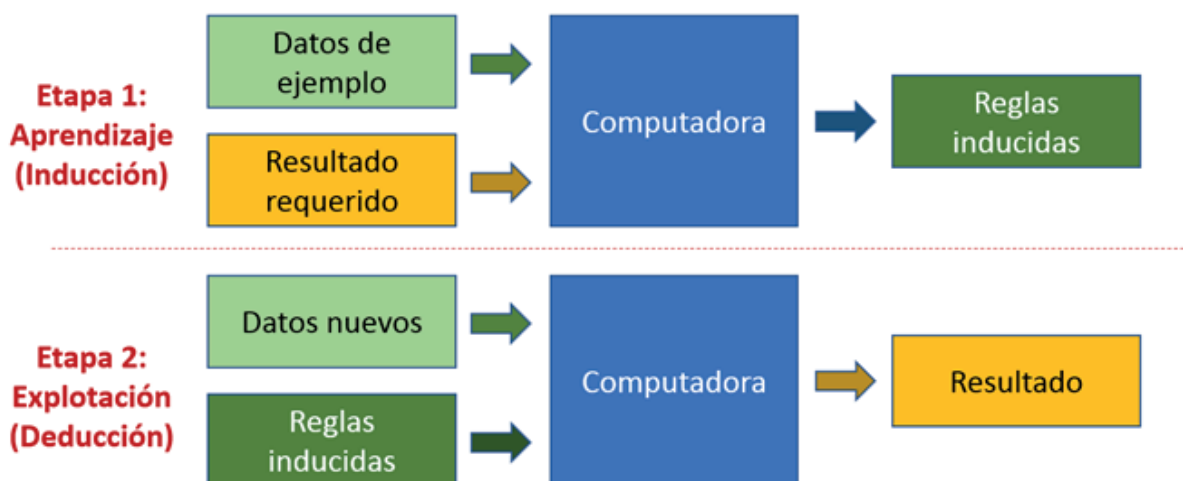 Etapa 1:
Aprendizaje
(Inducción)
Datos de
ejemplo
Resultado
requerido
Computadora
Reglas
inducidas
Etapa 2:
Explotación
(Deducción)
Datos nuevos
Reglas
inducidas
Computadora
Resultado